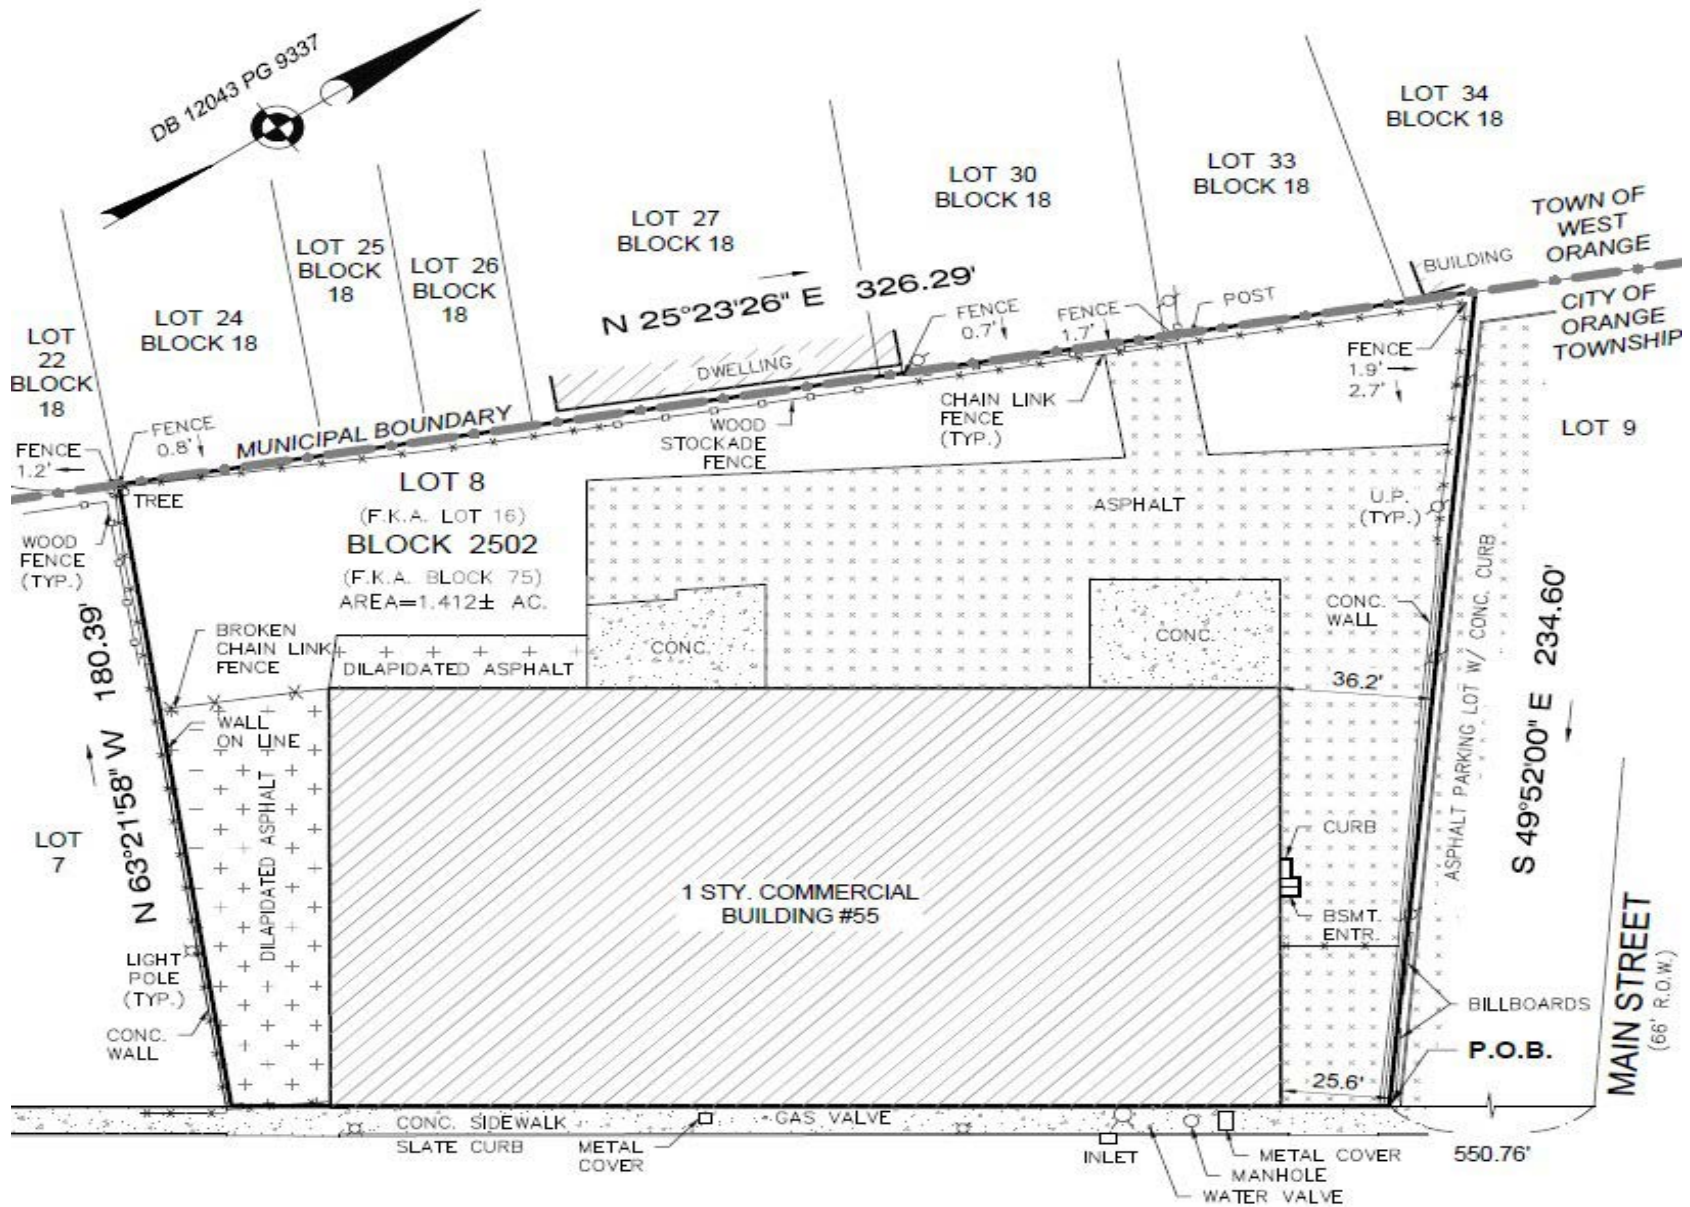 DB 12043 PG 9337
LOT 34
BLOCK 18
LOT 33
BLOCK 18
LOT 30
BLOCK 18
LOT 27
BLOCK 18
LOT 25
BLOCK
18
LOT 26
BLOCK
18
LOT 24
BLOCK 18
LOT
22
BLOCK
18
TOWN OF
WEST
ORANGE
BUILDING
CITY OF
ORANGE
TOWNSHIP
N 25°23'26" E 326.29'
FENCE
0.7'
FENCE
1.7'
POST
FENCE
1.9'
2.7'
DWELLING
CHAIN LINK
FENCE
(TYP.)
LOT 9
MUNICIPAL BOUNDARY
FENCE
0.8'
FENCE
1.2'
WOOD
STOCKADE
FENCE
TREE
LOT 8
(F.K.A. LOT 16)
BLOCK 2502
(F.K.A. BLOCK 75)
AREA=1.412± AC.
ASPHALT
U.P.
(TYP.)
WOOD
FENCE
(TYP.)
BROKEN
CHAIN LINK
FENCE
DILAPIDATED ASPHALT
CONC.
CONC.
CONC.
WALL
36.2'
ASPHALT PARKING LOT W/ CONC. CURB
S 49°52'00" E 234.60'
N 63°21'58" W 180.39'
WALL
ON LINE
DILAPIDATED ASPHALT
LOT
7
CURB
1 STY. COMMERCIAL
BUILDING #55
BSMT.
ENTR.
LIGHT
POLE
(TYP.)
CONC.
WALL
BILLBOARDS
P.O.B.
MAIN STREET
(66' R.O.W.)
25.6'
CONC. SIDEWALK
GAS VALVE
SLATE CURB
METAL
COVER
INLET
METAL COVER
MANHOLE
WATER VALVE
550.76'